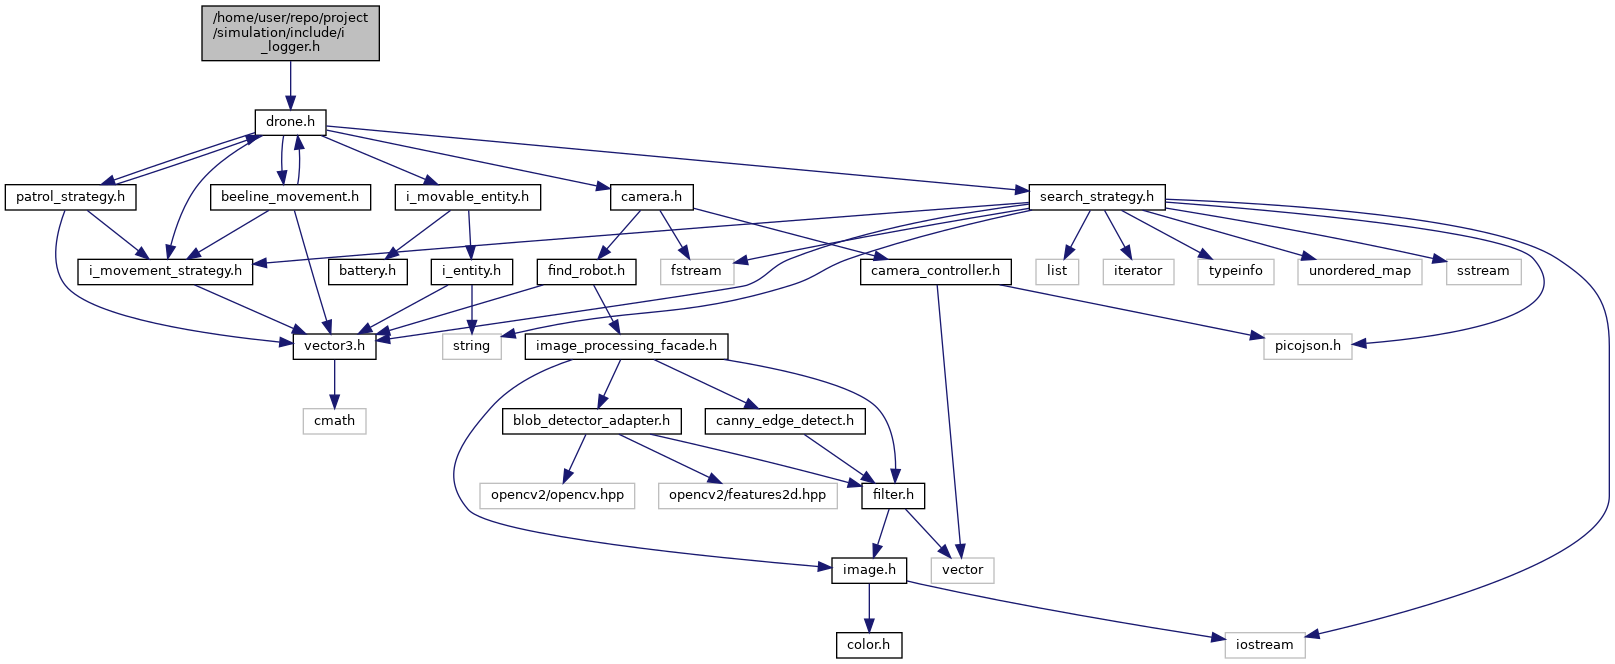 /home/user/repo/project
/simulation/include/i
_logger.h
drone.h
patrol_strategy.h
beeline_movement.h
i_movable_entity.h
camera.h
search_strategy.h
i_movement_strategy.h
battery.h
i_entity.h
find_robot.h
fstream
camera_controller.h
list
iterator
typeinfo
unordered_map
sstream
vector3.h
string
image_processing_facade.h
picojson.h
cmath
blob_detector_adapter.h
canny_edge_detect.h
opencv2/opencv.hpp
opencv2/features2d.hpp
filter.h
image.h
vector
color.h
iostream